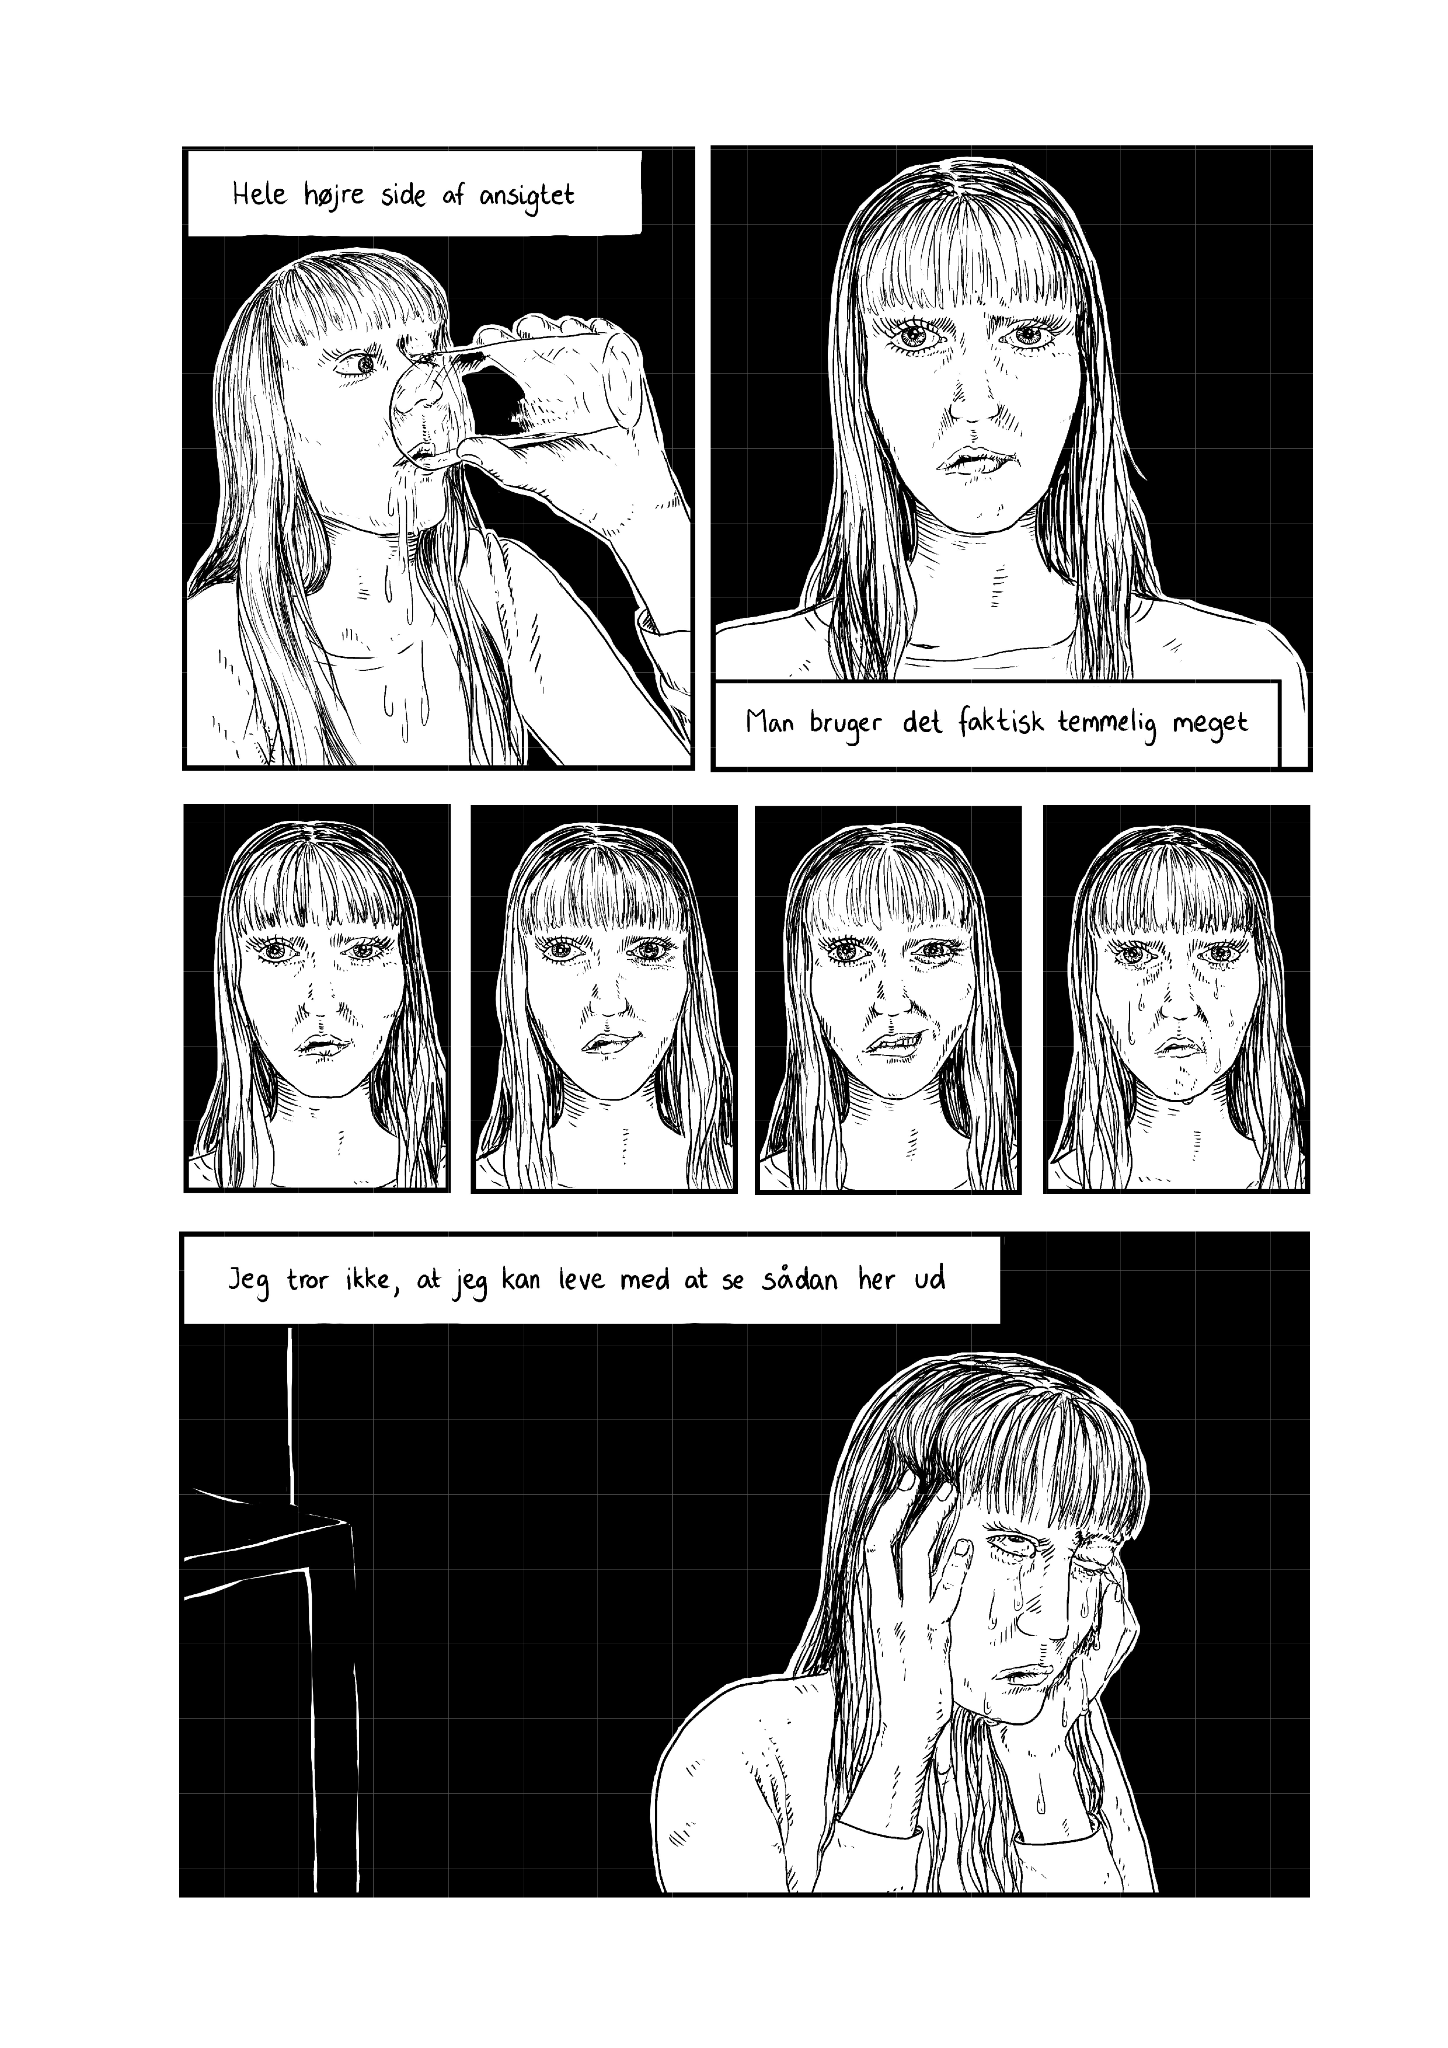 Hele højre side af ansigtet
Man bruger det faktisk temmelig meget
Jeg tror ikke, at jeg kan leve med at se sådan her ud